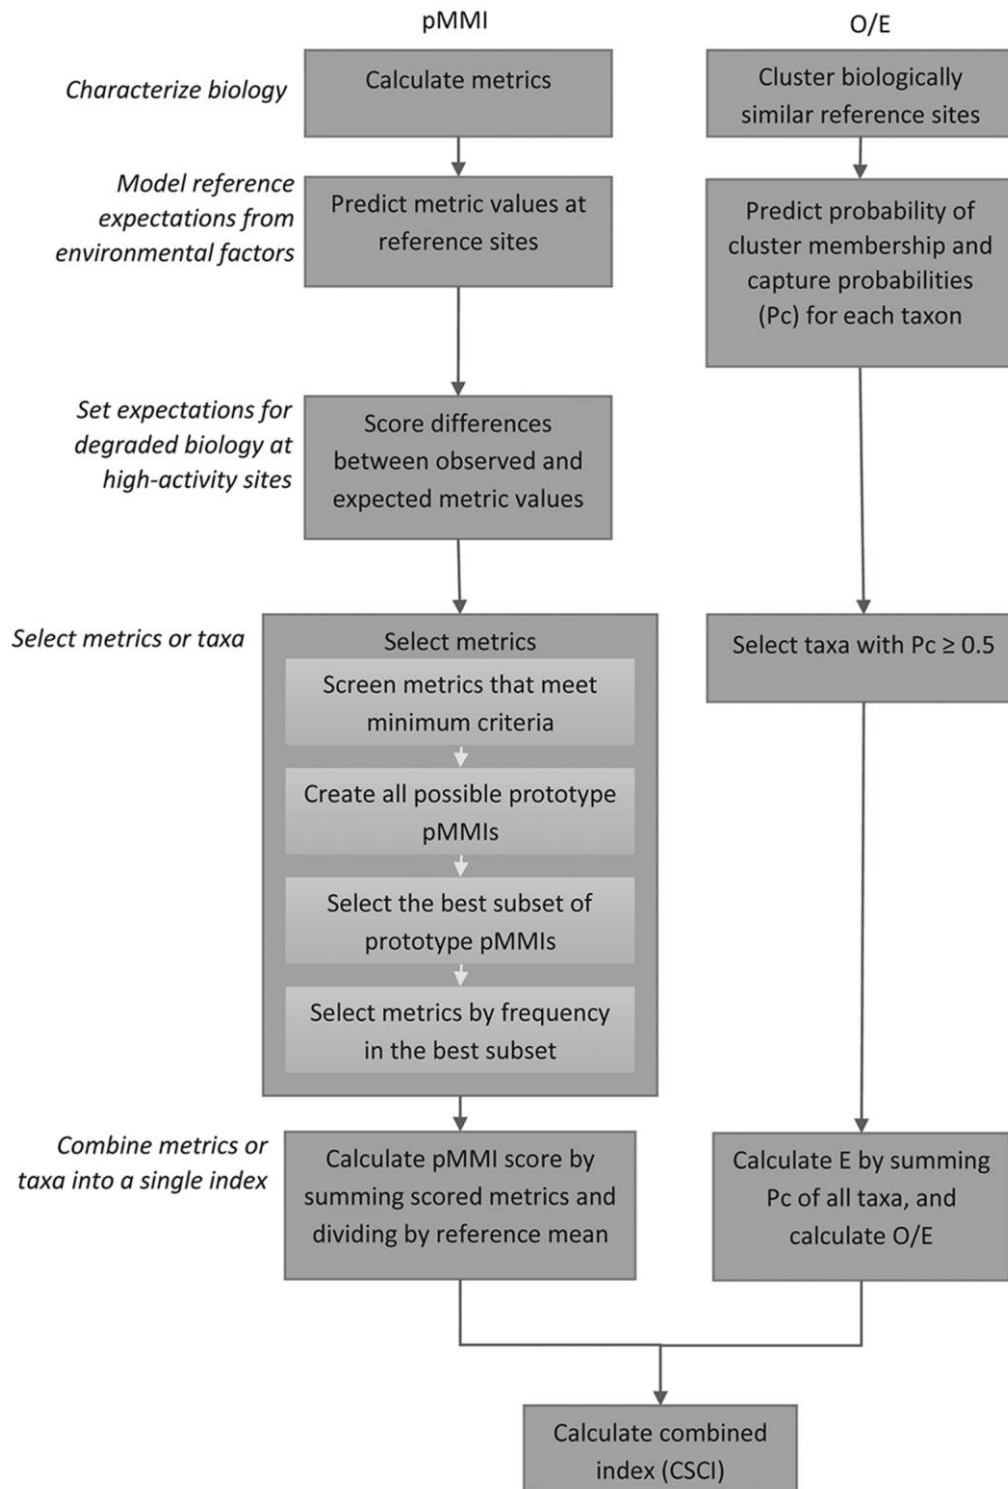 pMMI
O/E
Characterize biology
Calculate metrics
Cluster biologically
similar reference sites
Model reference
expectations from
environmental factors
Predict metric values at
reference sites
Predict probability of
cluster membership and
capture probabilities
(Pc) for each taxon
Set expectations for
degraded biology at
high-activity sites
Score differences
between observed and
expected metric values
Select metrics or taxa
Select metrics
Screen metrics that meet
minimum criteria
Create all possible prototype
pMMIs
Select the best subset of
prototype pMMIs
Select metrics by frequency
in the best subset
Select taxa with Pc ≥ 0.5
Combine metrics or
taxa into a single index
Calculate pMMI score by
summing scored metrics and
dividing by reference mean
Calculate E by summing
Pc of all taxa, and
calculate O/E
Calculate combined
index (CSCI)